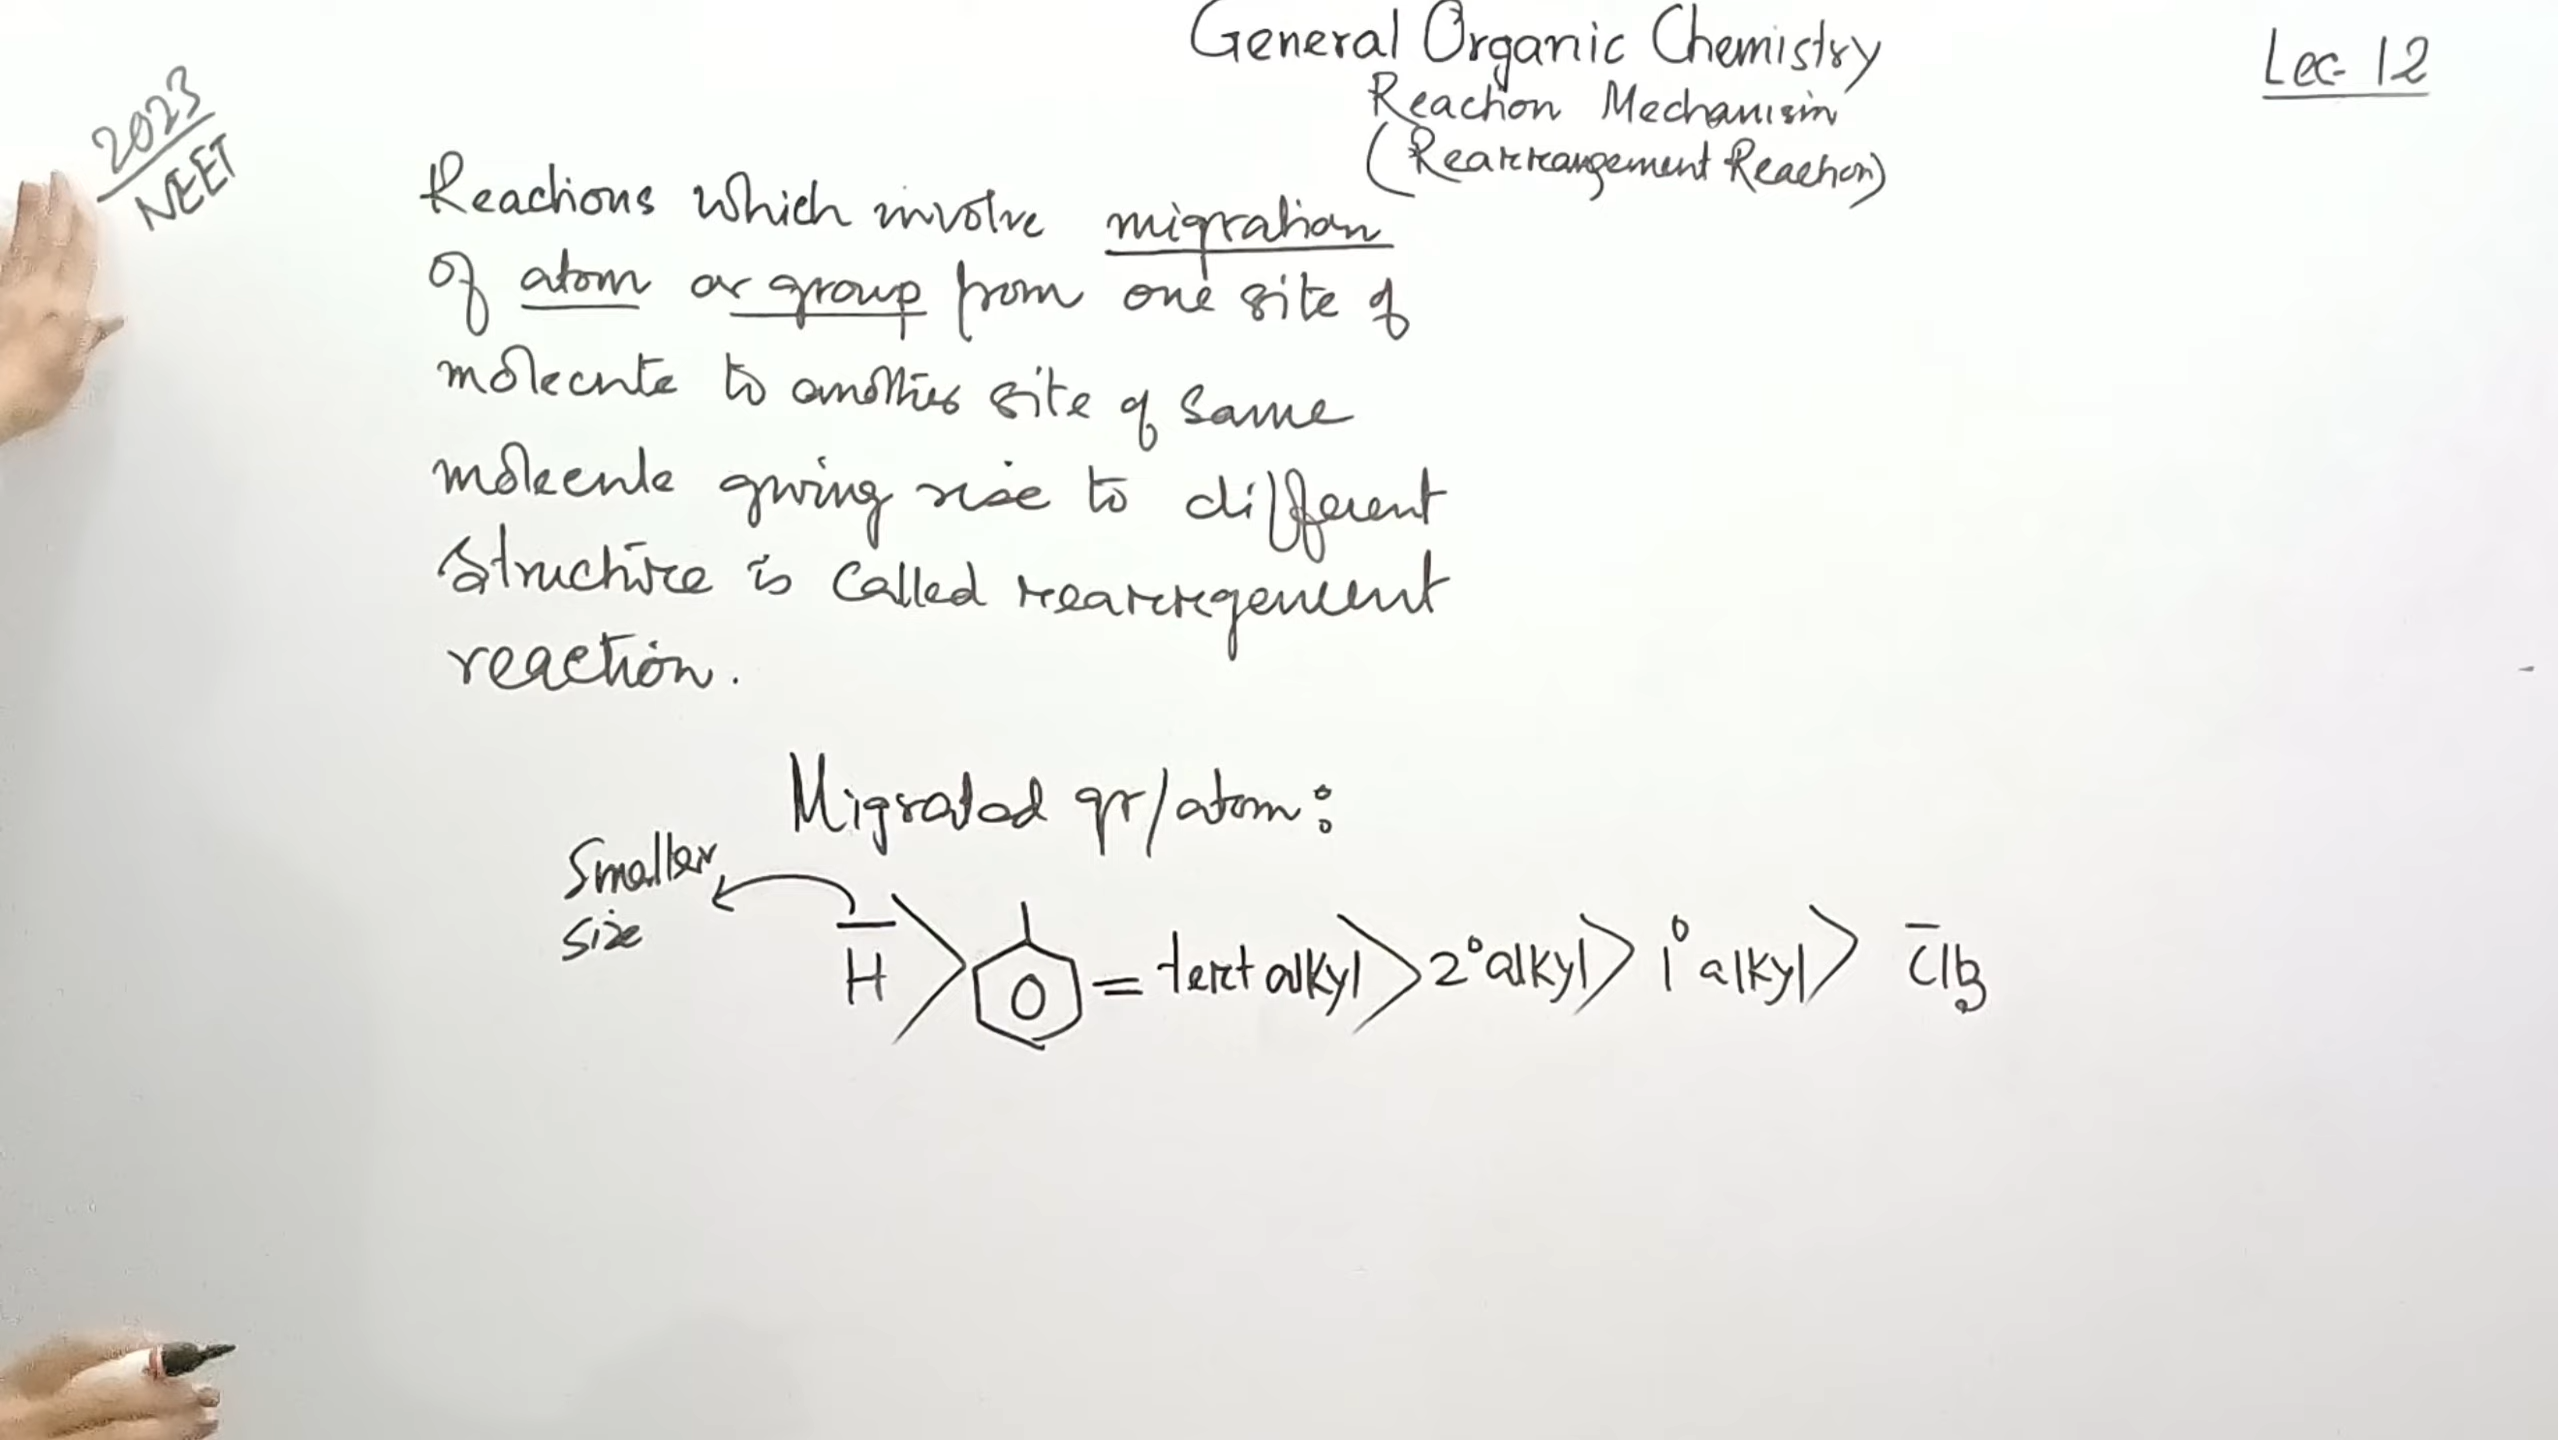 General Organic Chemistry
Lec- 12
Reaction Mechanism
(Rearrangement Reaction)
2023
NEET
Reactions which involve migration
of atom or group from one site of
molecule to another site of same
molecule giving rise to different
structure is called rearrgement
reaction.
Migrated gr/atom:
Smaller
size
H̄ > = tert alkyl > 2° alkyl > 1° alkyl > C̄H3